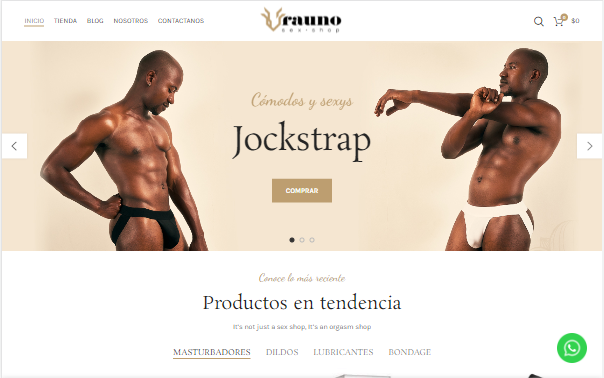 INICIO TIENDA BLOG NOSOTROS CONTACTANOS
Vrauno
sex-shop
0 $0
Cómodos y sexys
Jockstrap
COMPRAR
Conoce lo más reciente
Productos en tendencia
It's not just a sex shop, It's an orgasm shop
MASTURBADORES DILDOS LUBRICANTES BONDAGE